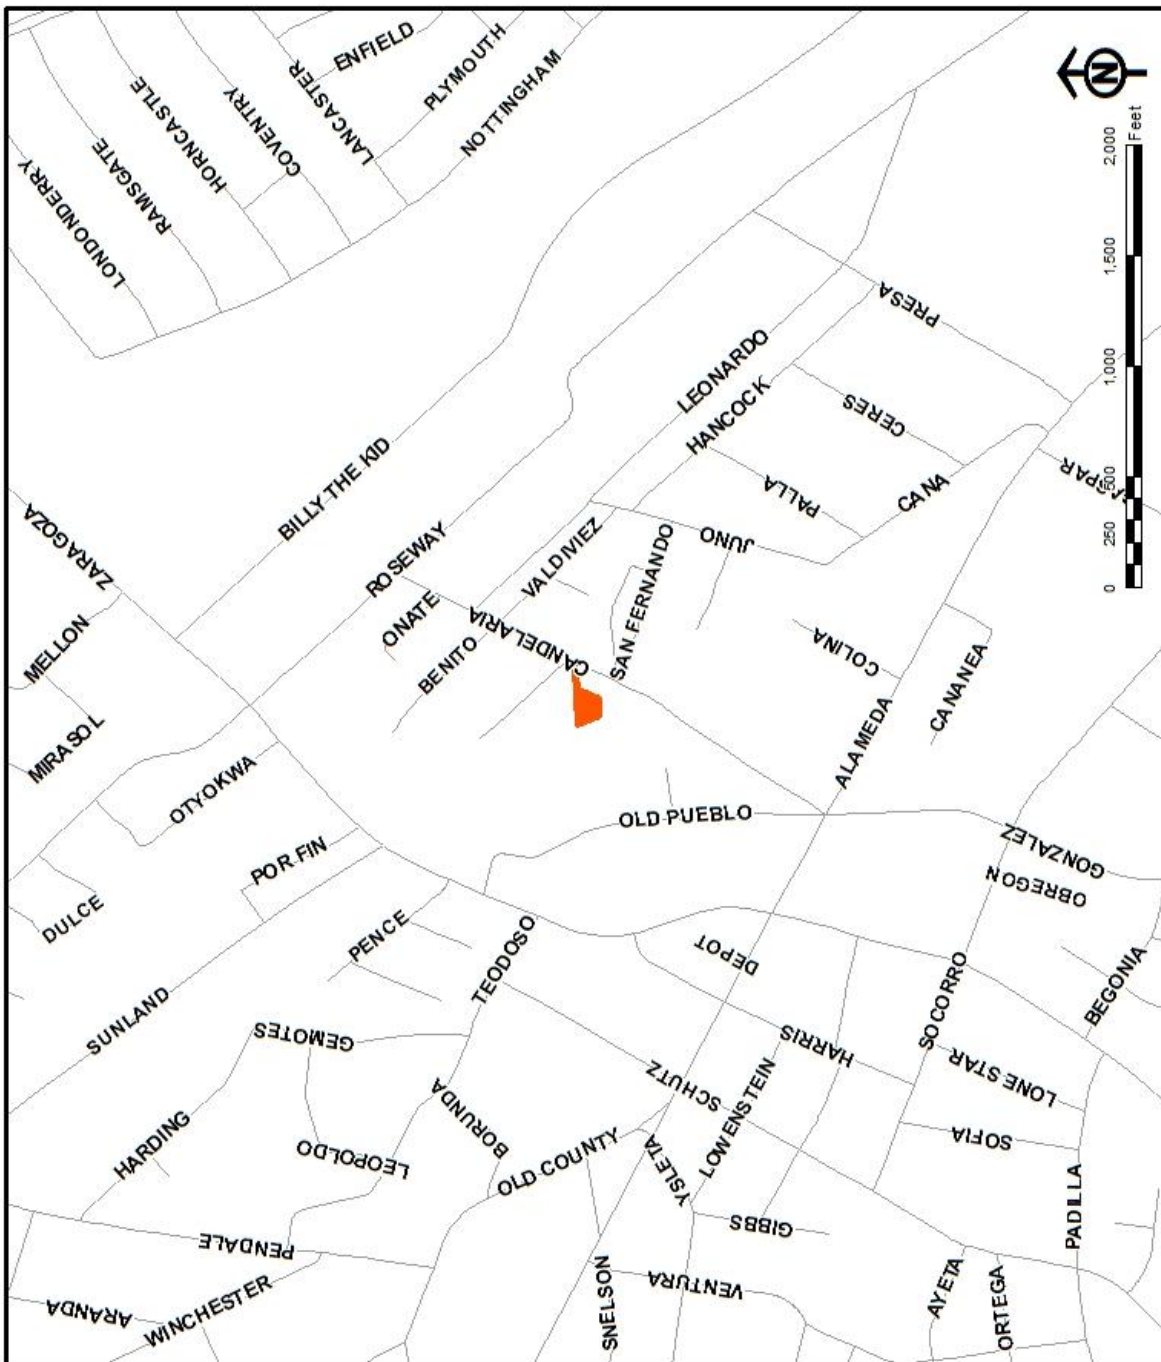 ENFIELD
PLYMOUTH
NOTTINGHAM
LANCASTER
COVENTRY
HORNCASTLE
RAMSGATE
LONDONDERRY
N
2,000
Feet
1,500
1,000
500
250
0
ZARAGOZA
BILLY THE KID
MELLON
MIRASOL
ROSEWAY
ONATE
BENITO
VALDIVIEZ
CANDELARIA
LEONARDO
HANCOCK
PRESA
CERES
PALLA
CANA
JUNO
SAN FERNANDO
COLINA
CANANEA
ALAMEDA
OLD PUEBLO
OTYOKWA
POR FIN
DULCE
SUNLAND
PENCE
TEODOSO
DEPOT
GONZALEZ
OBREGON
BEGONIA
SOCORRO
LONE STAR
SOFIA
PADILLA
HARRIS
LOWENSTEIN
SCHUTZ
GEMOTES
HARDING
LEOPOLDO
BORUNDA
OLD COUNTY
YSLETA
GIBBS
PENDALE
WINCHESTER
ARANDA
SNELSON
VENTURA
AYETA
ORTEGA